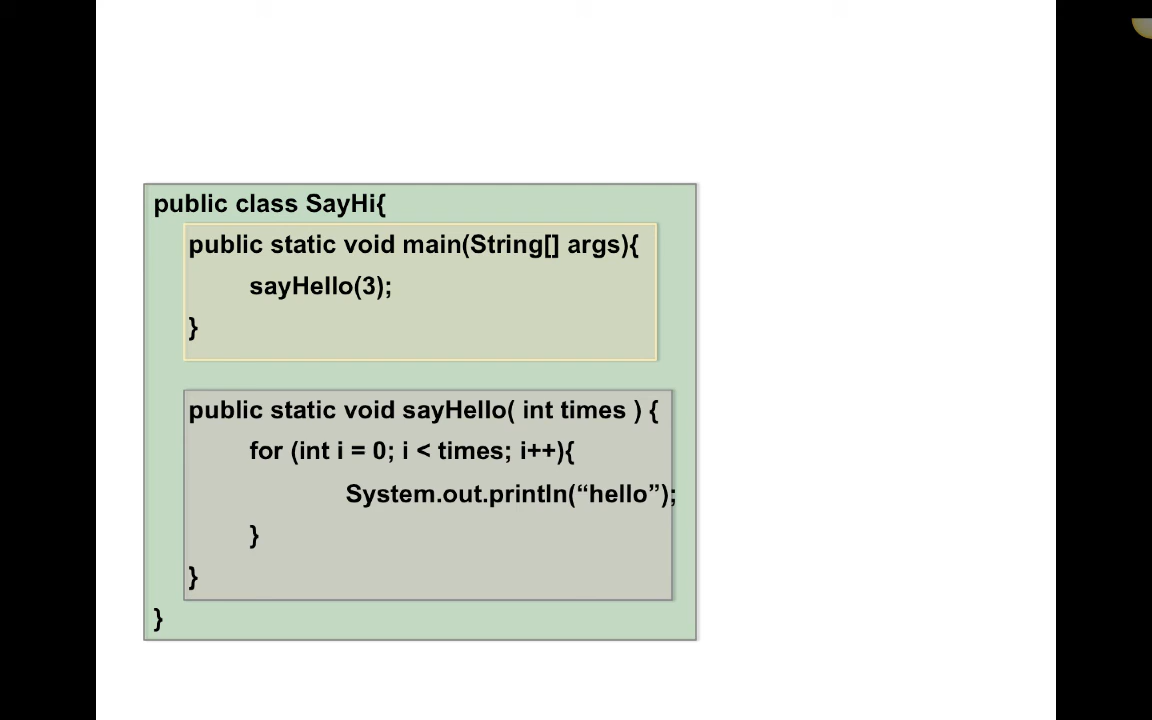 public class SayHi{
public static void main(String[] args){
sayHello(3);
}
public static void sayHello( int times ) {
for (int i = 0; i < times; i++){
System.out.println(“hello”);
}
}
}